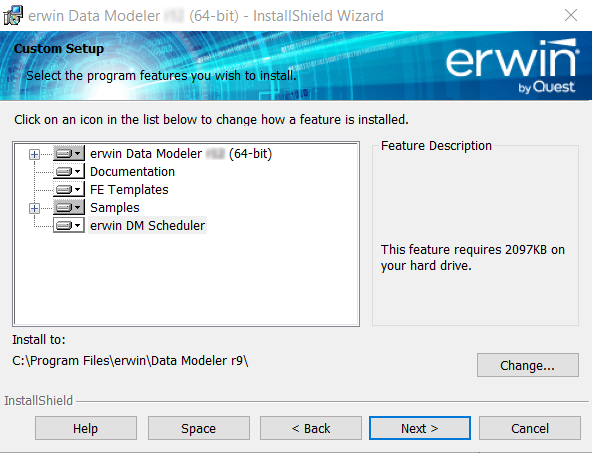 erwin Data Modeler (64-bit) - InstallShield Wizard
Custom Setup
Select the program features you wish to install.
erwin
by Quest
Click on an icon in the list below to change how a feature is installed.
erwin Data Modeler (64-bit)
Documentation
FE Templates
Samples
erwin DM Scheduler
Feature Description
This feature requires 2097KB on
your hard drive.
Install to:
C:\Program Files\erwin\Data Modeler r9\
Change...
InstallShield
Help
Space
< Back
Next >
Cancel